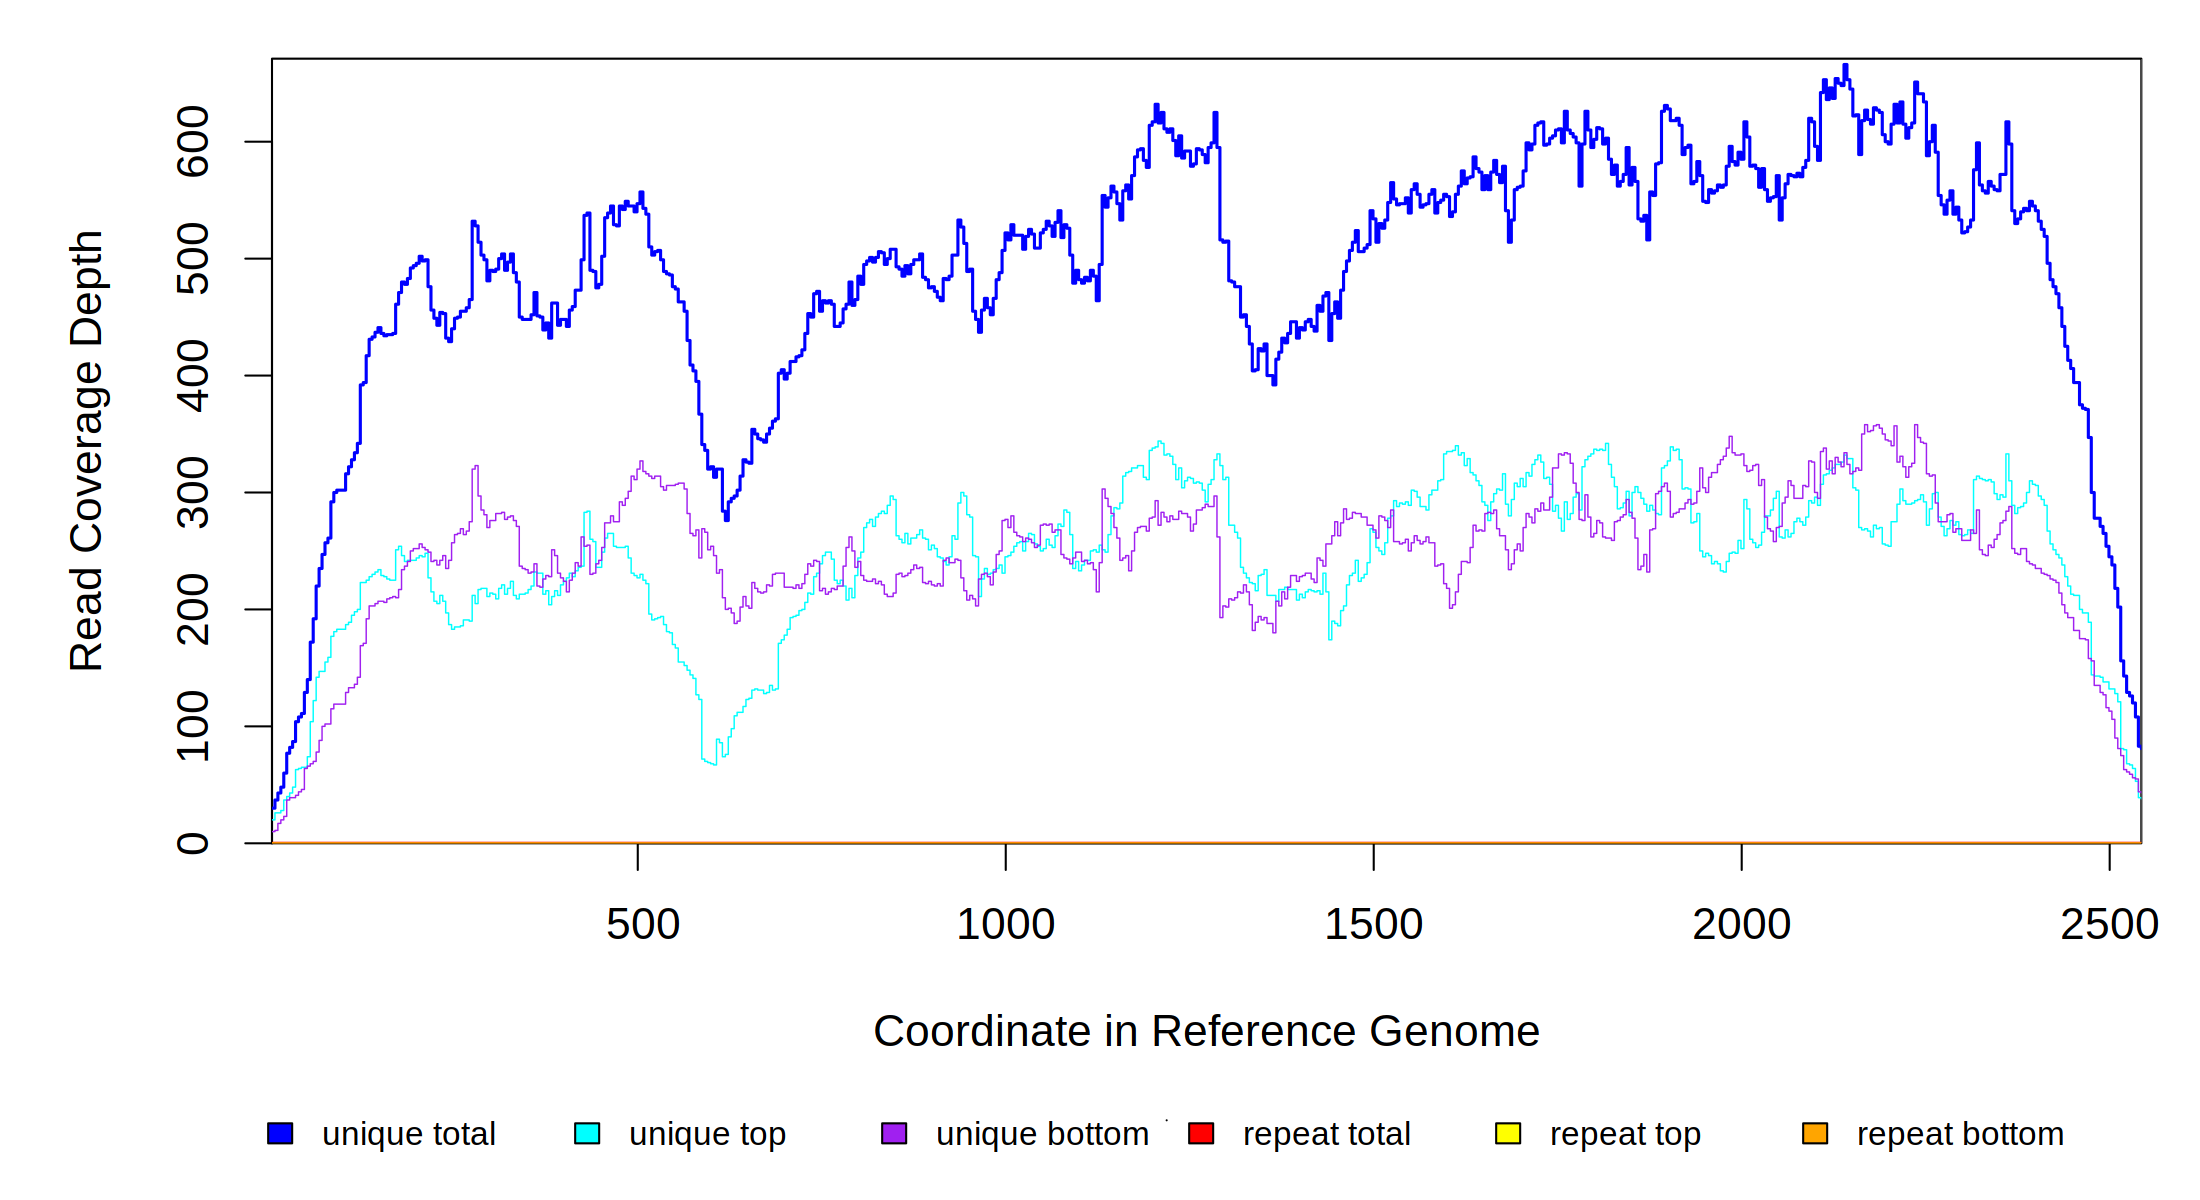 Read Coverage Depth
600
500
400
300
200
100
0
500 1000 1500 2000 2500
Coordinate in Reference Genome
unique total unique top unique bottom repeat total repeat top repeat bottom